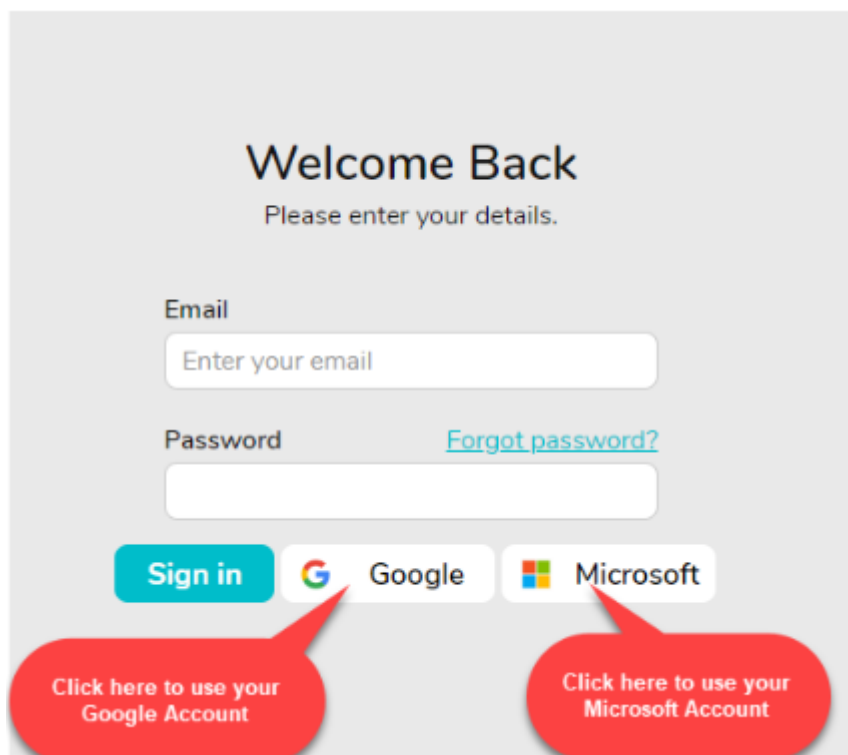 Welcome Back
Please enter your details.
Email
Enter your email
Password Forgot password?
Sign in Google Microsoft
Click here to use your
Google Account
Click here to use your
Microsoft Account